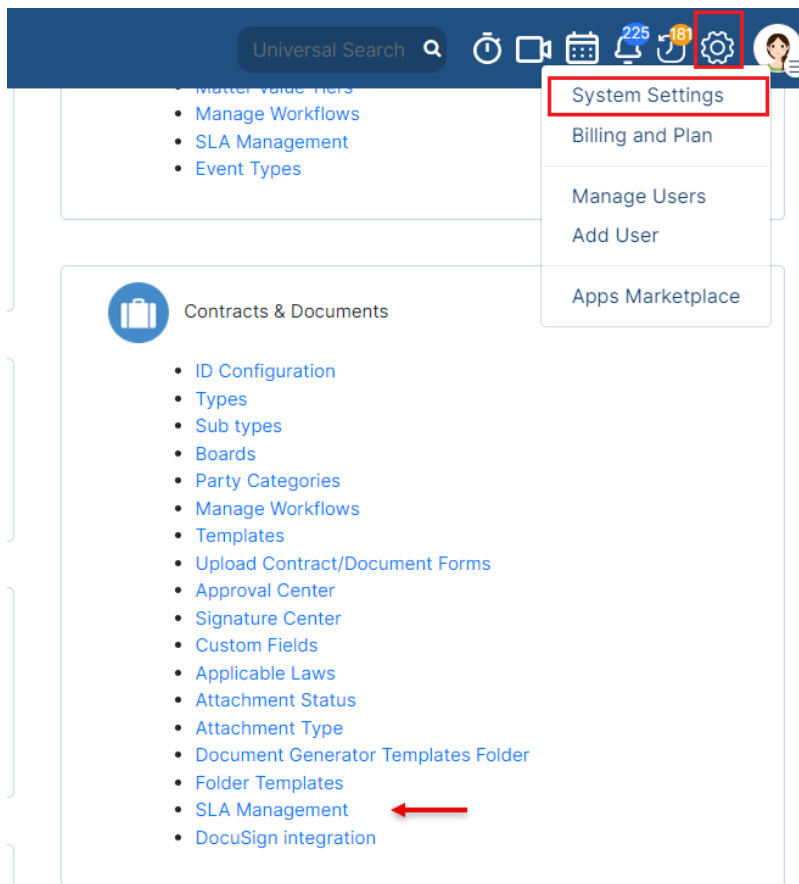 Universal Search
225
181
System Settings
Billing and Plan
Manage Users
Add User
Apps Marketplace
Matter Value Tiers
Manage Workflows
SLA Management
Event Types
Contracts & Documents
ID Configuration
Types
Sub types
Boards
Party Categories
Manage Workflows
Templates
Upload Contract/Document Forms
Approval Center
Signature Center
Custom Fields
Applicable Laws
Attachment Status
Attachment Type
Document Generator Templates Folder
Folder Templates
SLA Management
DocuSign integration